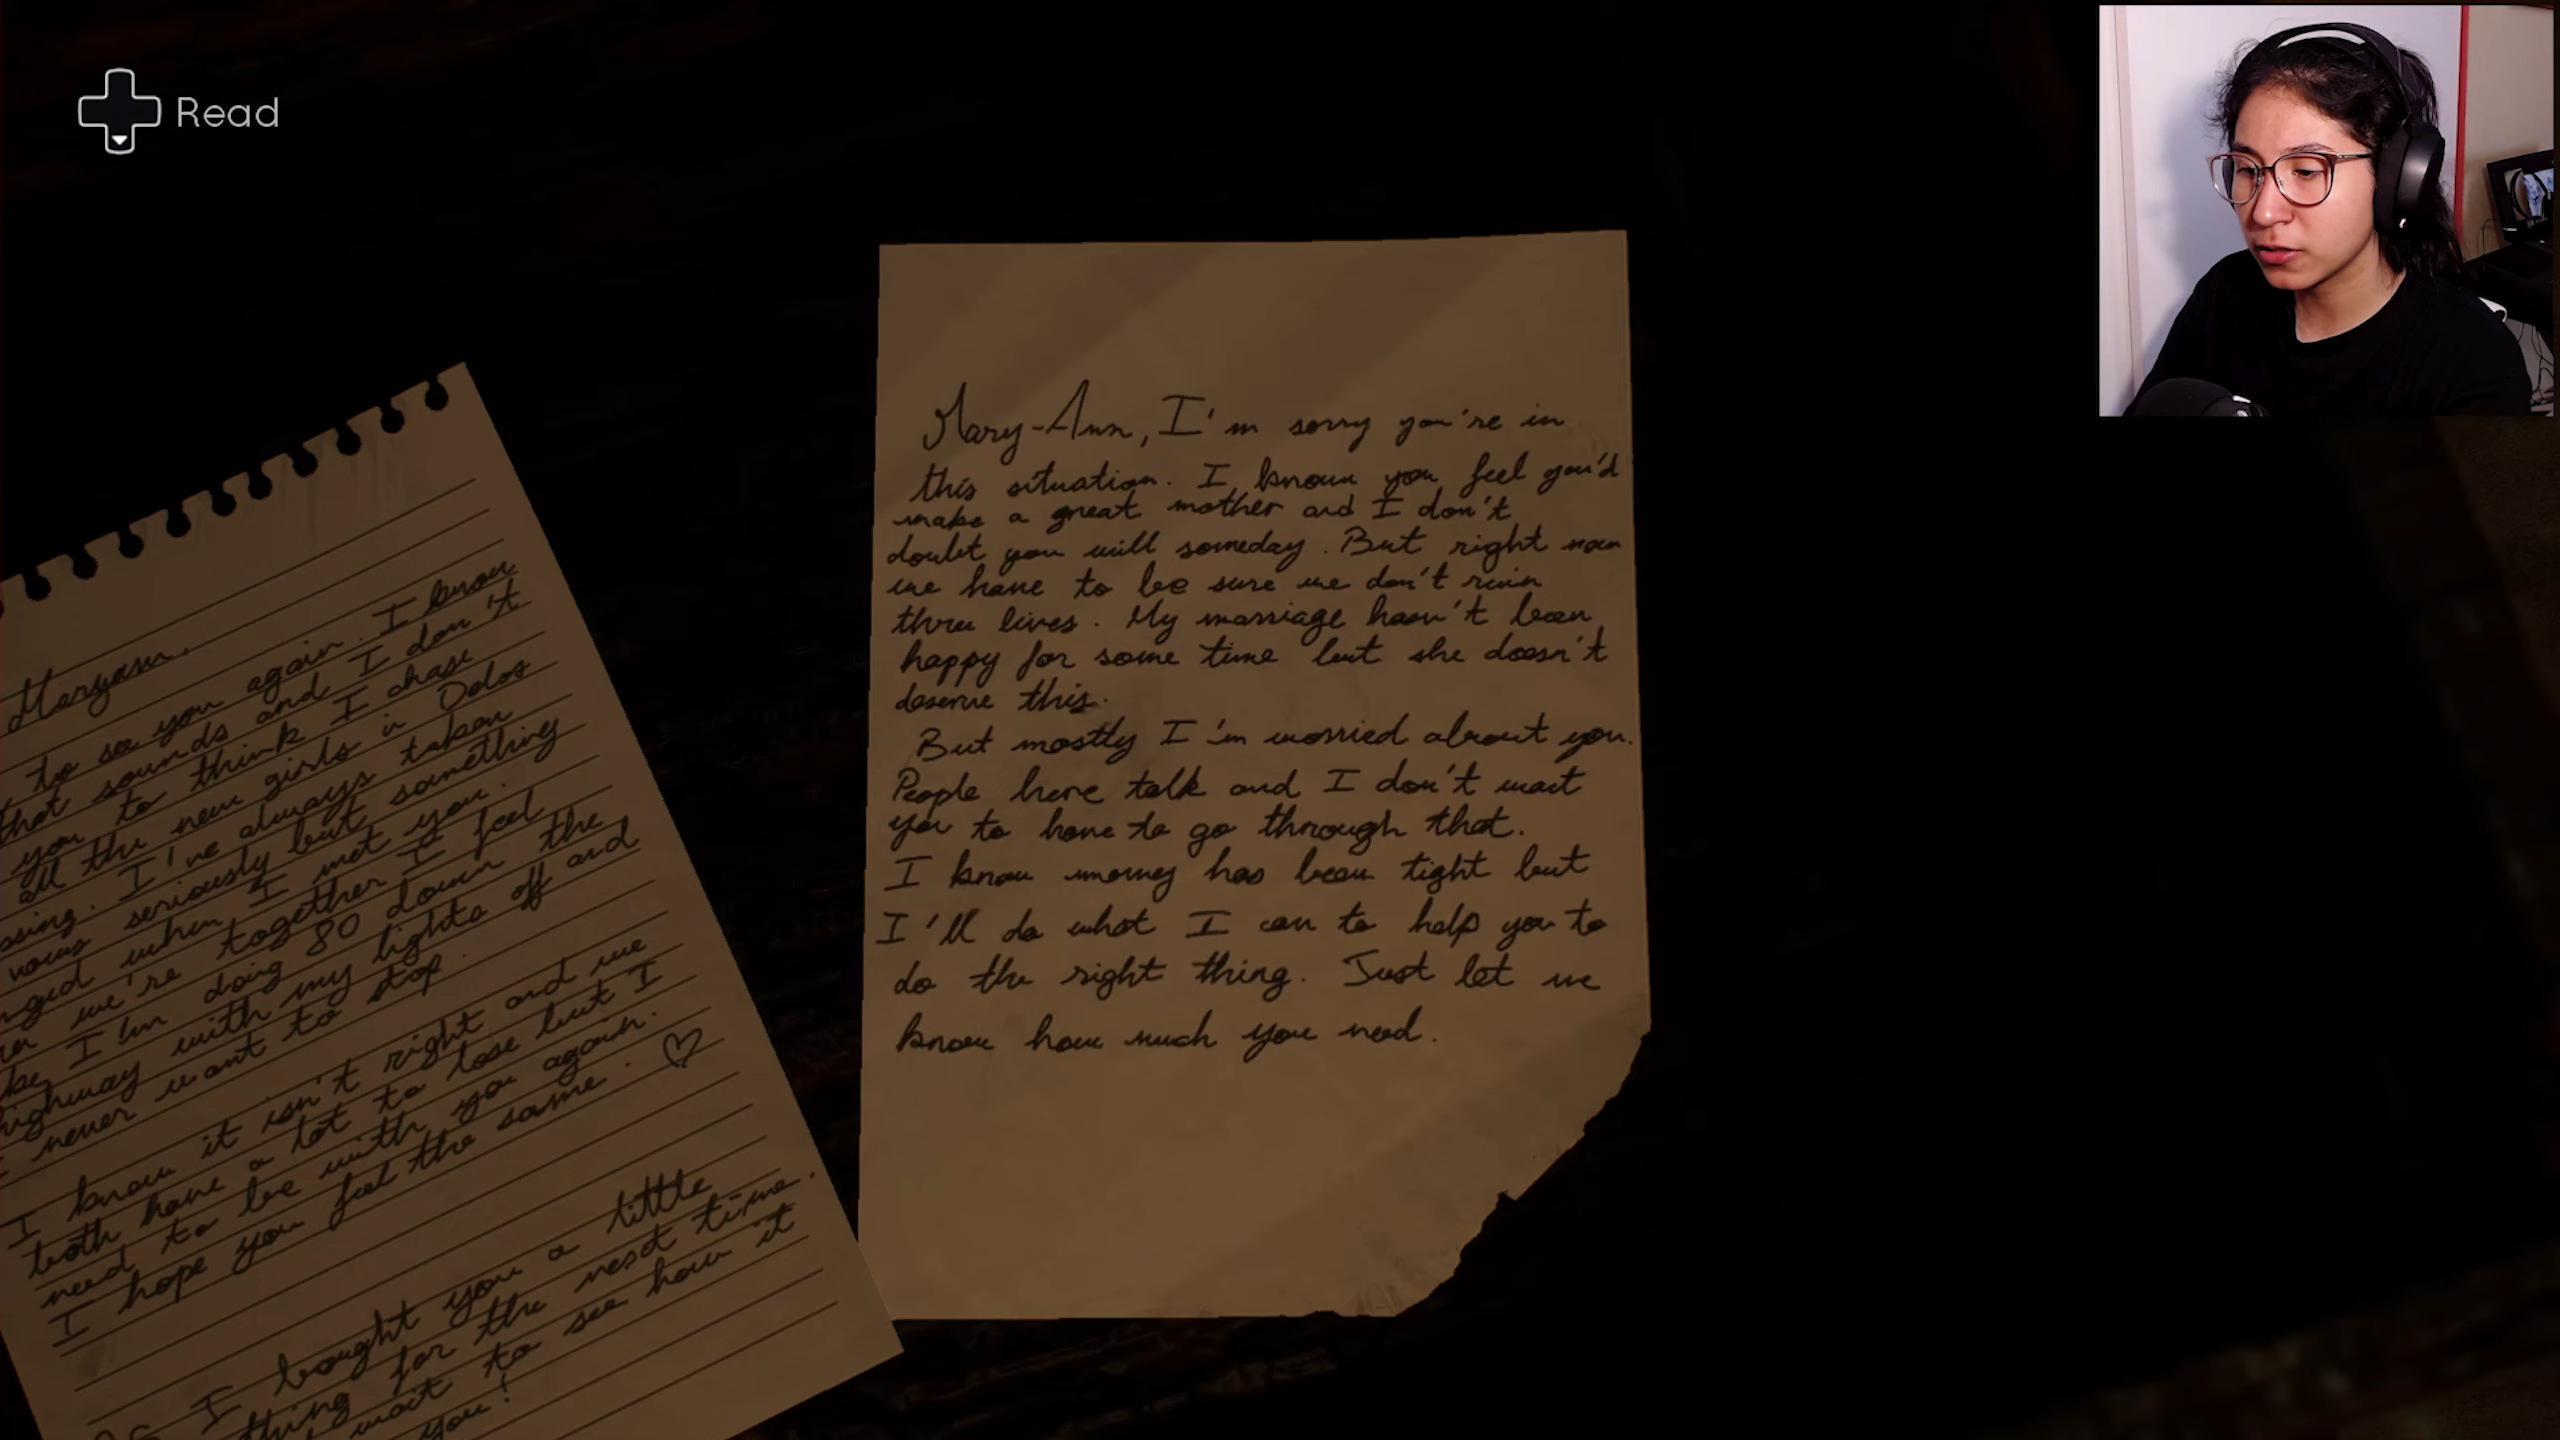 Read
Maryann,
to see you again. I know
that sounds and I don't
you to think I chase
all the new girls in Delos
ssing. I've always taken
vows seriously but something
nged when I met you.
en we're together I feel
ke I'm doing 80 down the
highway with my lights off and
I never want to stop.
I know it isn't right and we
both have a lot to lose but I
need to be with you again.
I hope you feel the same. ♡
I bought you a little
thing for the next time.
wait to see how it
you!
Mary-Ann, I'm sorry you're in
this situation. I know you feel you'd
make a great mother and I don't
doubt you will someday. But right now
we have to be sure we don't ruin
three lives. My marriage hasn't been
happy for some time but she doesn't
deserve this.
But mostly I'm worried about you.
People here talk and I don't want
you to have to go through that.
I know money has been tight but
I'll do what I can to help you to
do the right thing. Just let me
know how much you need.